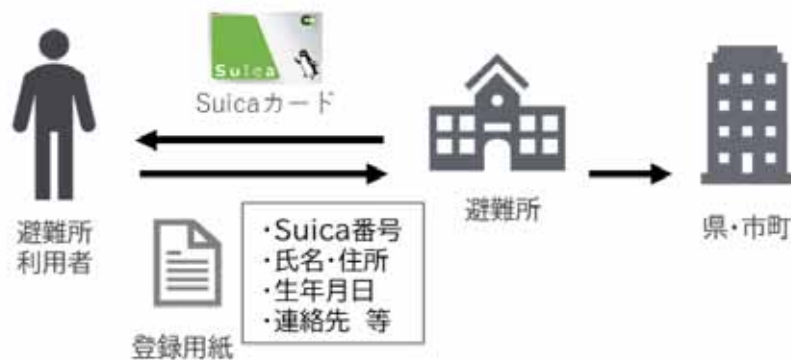 Suica
Suicaカード
避難所
利用者
避難所
県・市町
登録用紙
・Suica番号
・氏名・住所
・生年月日
・連絡先 等